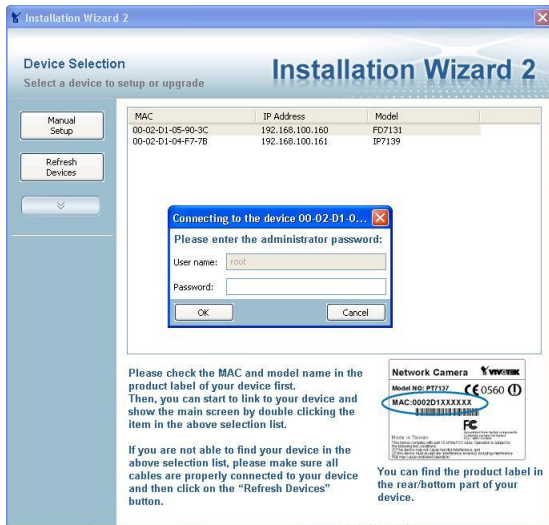 Installation Wizard 2
Device Selection
Select a device to setup or upgrade
Installation Wizard 2
Manual
Setup
Refresh
Devices
MAC IP Address Model
00-02-D1-05-90-3C 192.168.100.160 FD7131
00-02-D1-04-F7-7B 192.168.100.161 IP7139
Connecting to the device 00-02-D1-0...
Please enter the administrator password:
User name: root
Password:
OK Cancel
Please check the MAC and model name in the
product label of your device first.
Then, you can start to link to your device and
show the main screen by double clicking the
item in the above selection list.
If you are not able to find your device in the
above selection list, please make sure all
cables are properly connected to your device
and then click on the “Refresh Devices”
button.
Network Camera VIVOTEK
Model NO: PT7137 CE 0560
MAC:0002D1XXXXXX
FC
Made in Taiwan
You can find the product label in
the rear/bottom part of your
device.